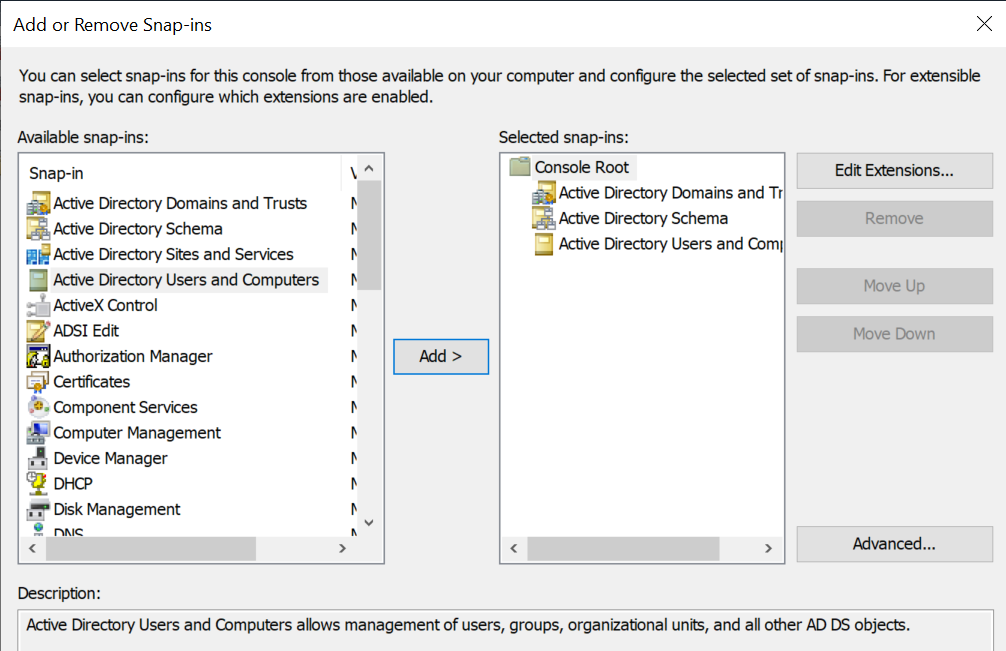 Add or Remove Snap-ins
You can select snap-ins for this console from those available on your computer and configure the selected set of snap-ins. For extensible
snap-ins, you can configure which extensions are enabled.
Available snap-ins:
Snap-in
Active Directory Domains and Trusts
Active Directory Schema
Active Directory Sites and Services
Active Directory Users and Computers
ActiveX Control
ADSI Edit
Authorization Manager
Certificates
Component Services
Computer Management
Device Manager
DHCP
Disk Management
DNS
Add >
Selected snap-ins:
Console Root
Active Directory Domains and Tr
Active Directory Schema
Active Directory Users and Comp
Edit Extensions...
Remove
Move Up
Move Down
Advanced...
Description:
Active Directory Users and Computers allows management of users, groups, organizational units, and all other AD DS objects.